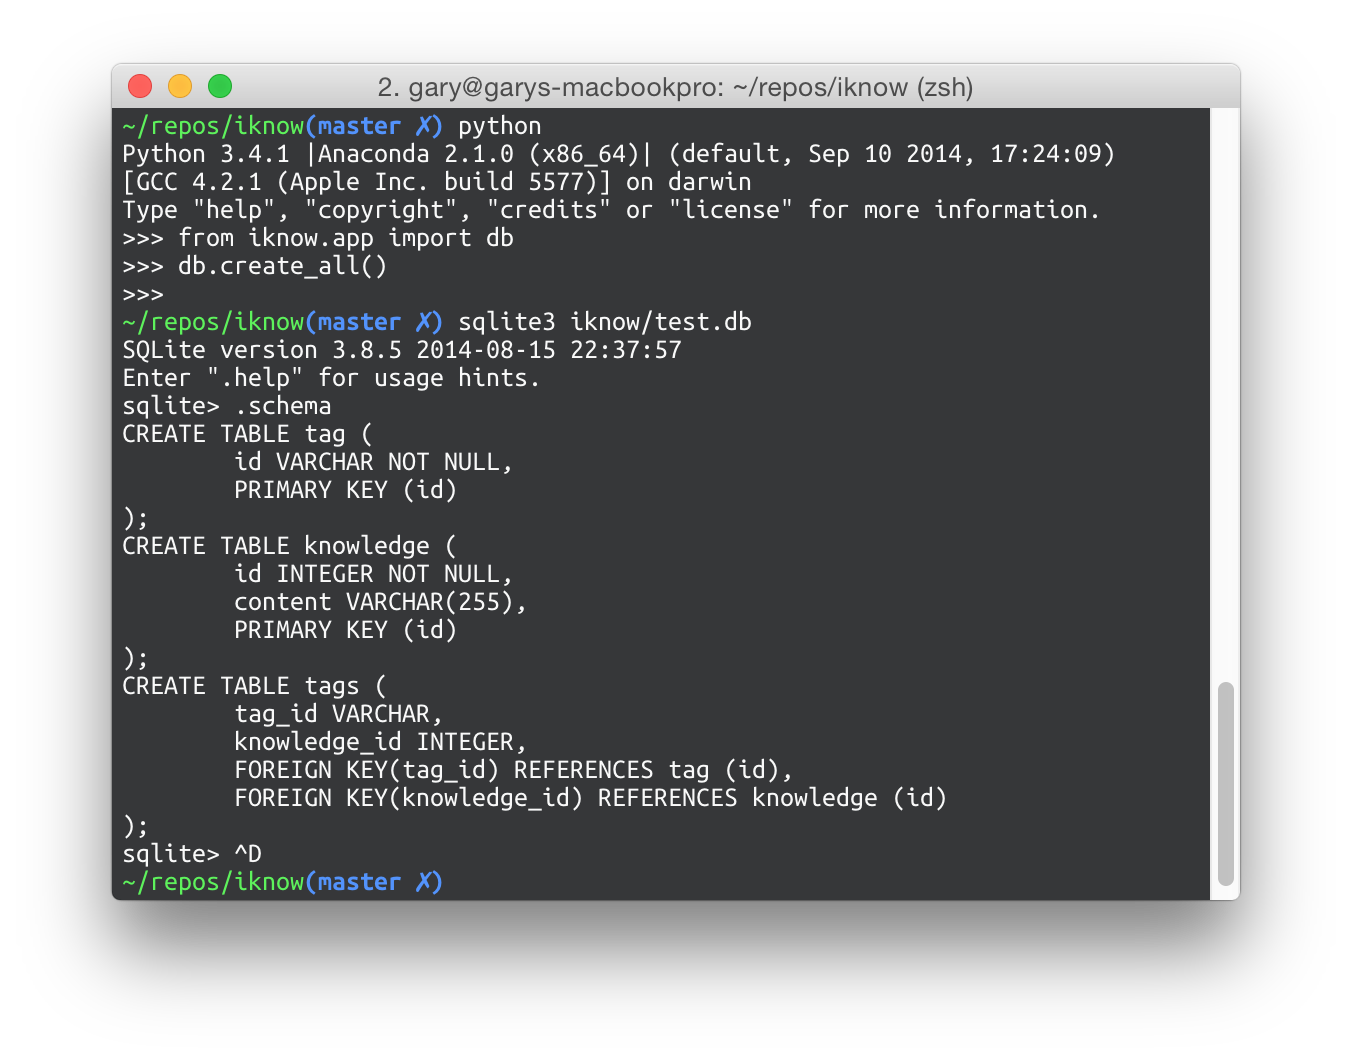 2. gary@garys-macbookpro: ~/repos/iknow (zsh)
~/repos/iknow(master ✗) python
Python 3.4.1 |Anaconda 2.1.0 (x86_64)| (default, Sep 10 2014, 17:24:09)
[GCC 4.2.1 (Apple Inc. build 5577)] on darwin
Type "help", "copyright", "credits" or "license" for more information.
>>> from iknow.app import db
>>> db.create_all()
>>>
~/repos/iknow(master ✗) sqlite3 iknow/test.db
SQLite version 3.8.5 2014-08-15 22:37:57
Enter ".help" for usage hints.
sqlite> .schema
CREATE TABLE tag (
        id VARCHAR NOT NULL,
        PRIMARY KEY (id)
);
CREATE TABLE knowledge (
        id INTEGER NOT NULL,
        content VARCHAR(255),
        PRIMARY KEY (id)
);
CREATE TABLE tags (
        tag_id VARCHAR,
        knowledge_id INTEGER,
        FOREIGN KEY(tag_id) REFERENCES tag (id),
        FOREIGN KEY(knowledge_id) REFERENCES knowledge (id)
);
sqlite> ^D
~/repos/iknow(master ✗)